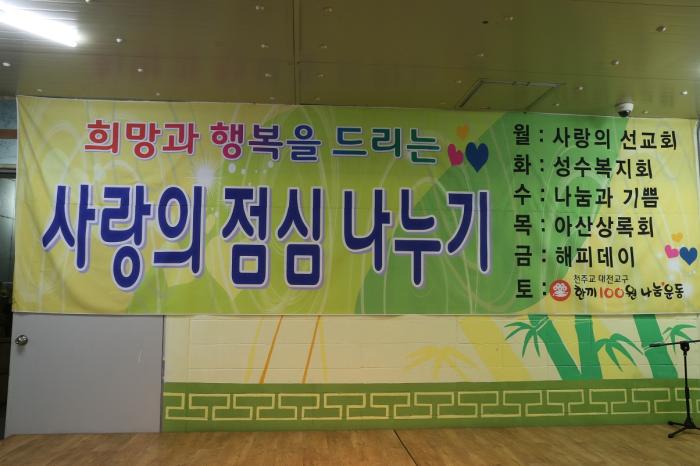 희망과 행복을 드리는
사랑의 점심 나누기
월 : 사랑의 선교회
화 : 성수복지회
수 : 나눔과 기쁨
목 : 아산상록회
금 : 해피데이
토 : 천주교 대전교구
한끼100원 나눔운동